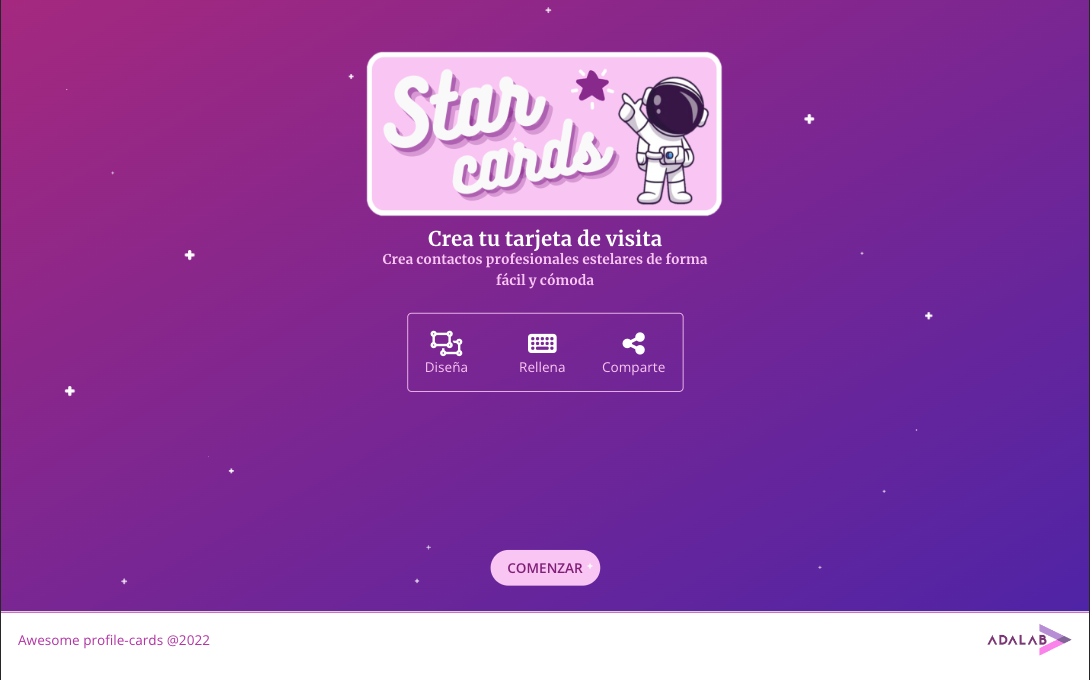 Star
cards
Crea tu tarjeta de visita
Crea contactos profesionales estelares de forma
fácil y cómoda
Diseña Rellena Comparte
COMENZAR
Awesome profile-cards @2022
ADALAB